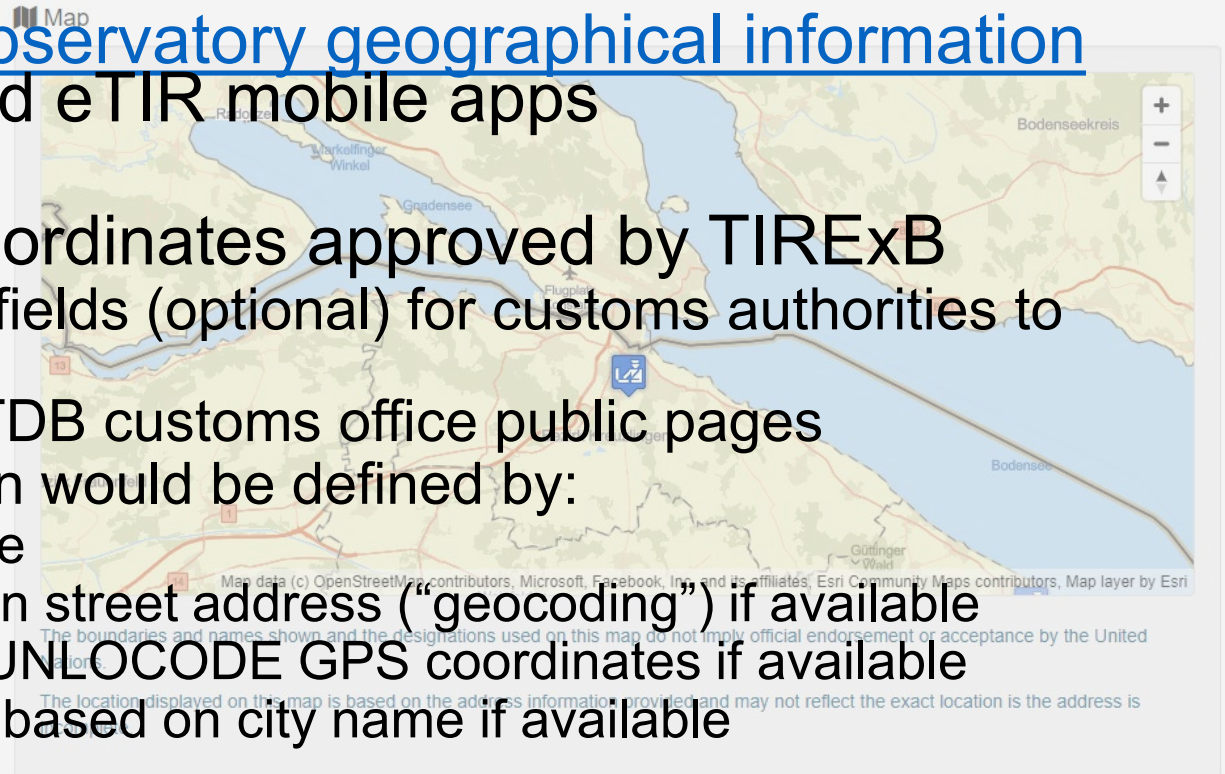 Map
bservatory geographical information
d eTIR mobile apps
Markelfinger
Winkel
Gnadensee
Bodenseekreis
ordinates approved by TIRExB
fields (optional) for customs authorities to
13
TDB customs office public pages
n would be defined by:
Bodensee
1
e
Güttinger
Wald
14
Map data (c) OpenStreetMap contributors, Microsoft, Facebook, Inc. and its affiliates, Esri Community Maps contributors, Map layer by Esri
n street address (“geocoding”) if available
The boundaries and names shown and the designations used on this map do not imply official endorsement or acceptance by the United
Nations.
UNLOCODE GPS coordinates if available
The location displayed on this map is based on the address information provided and may not reflect the exact location is the address is
based on city name if available